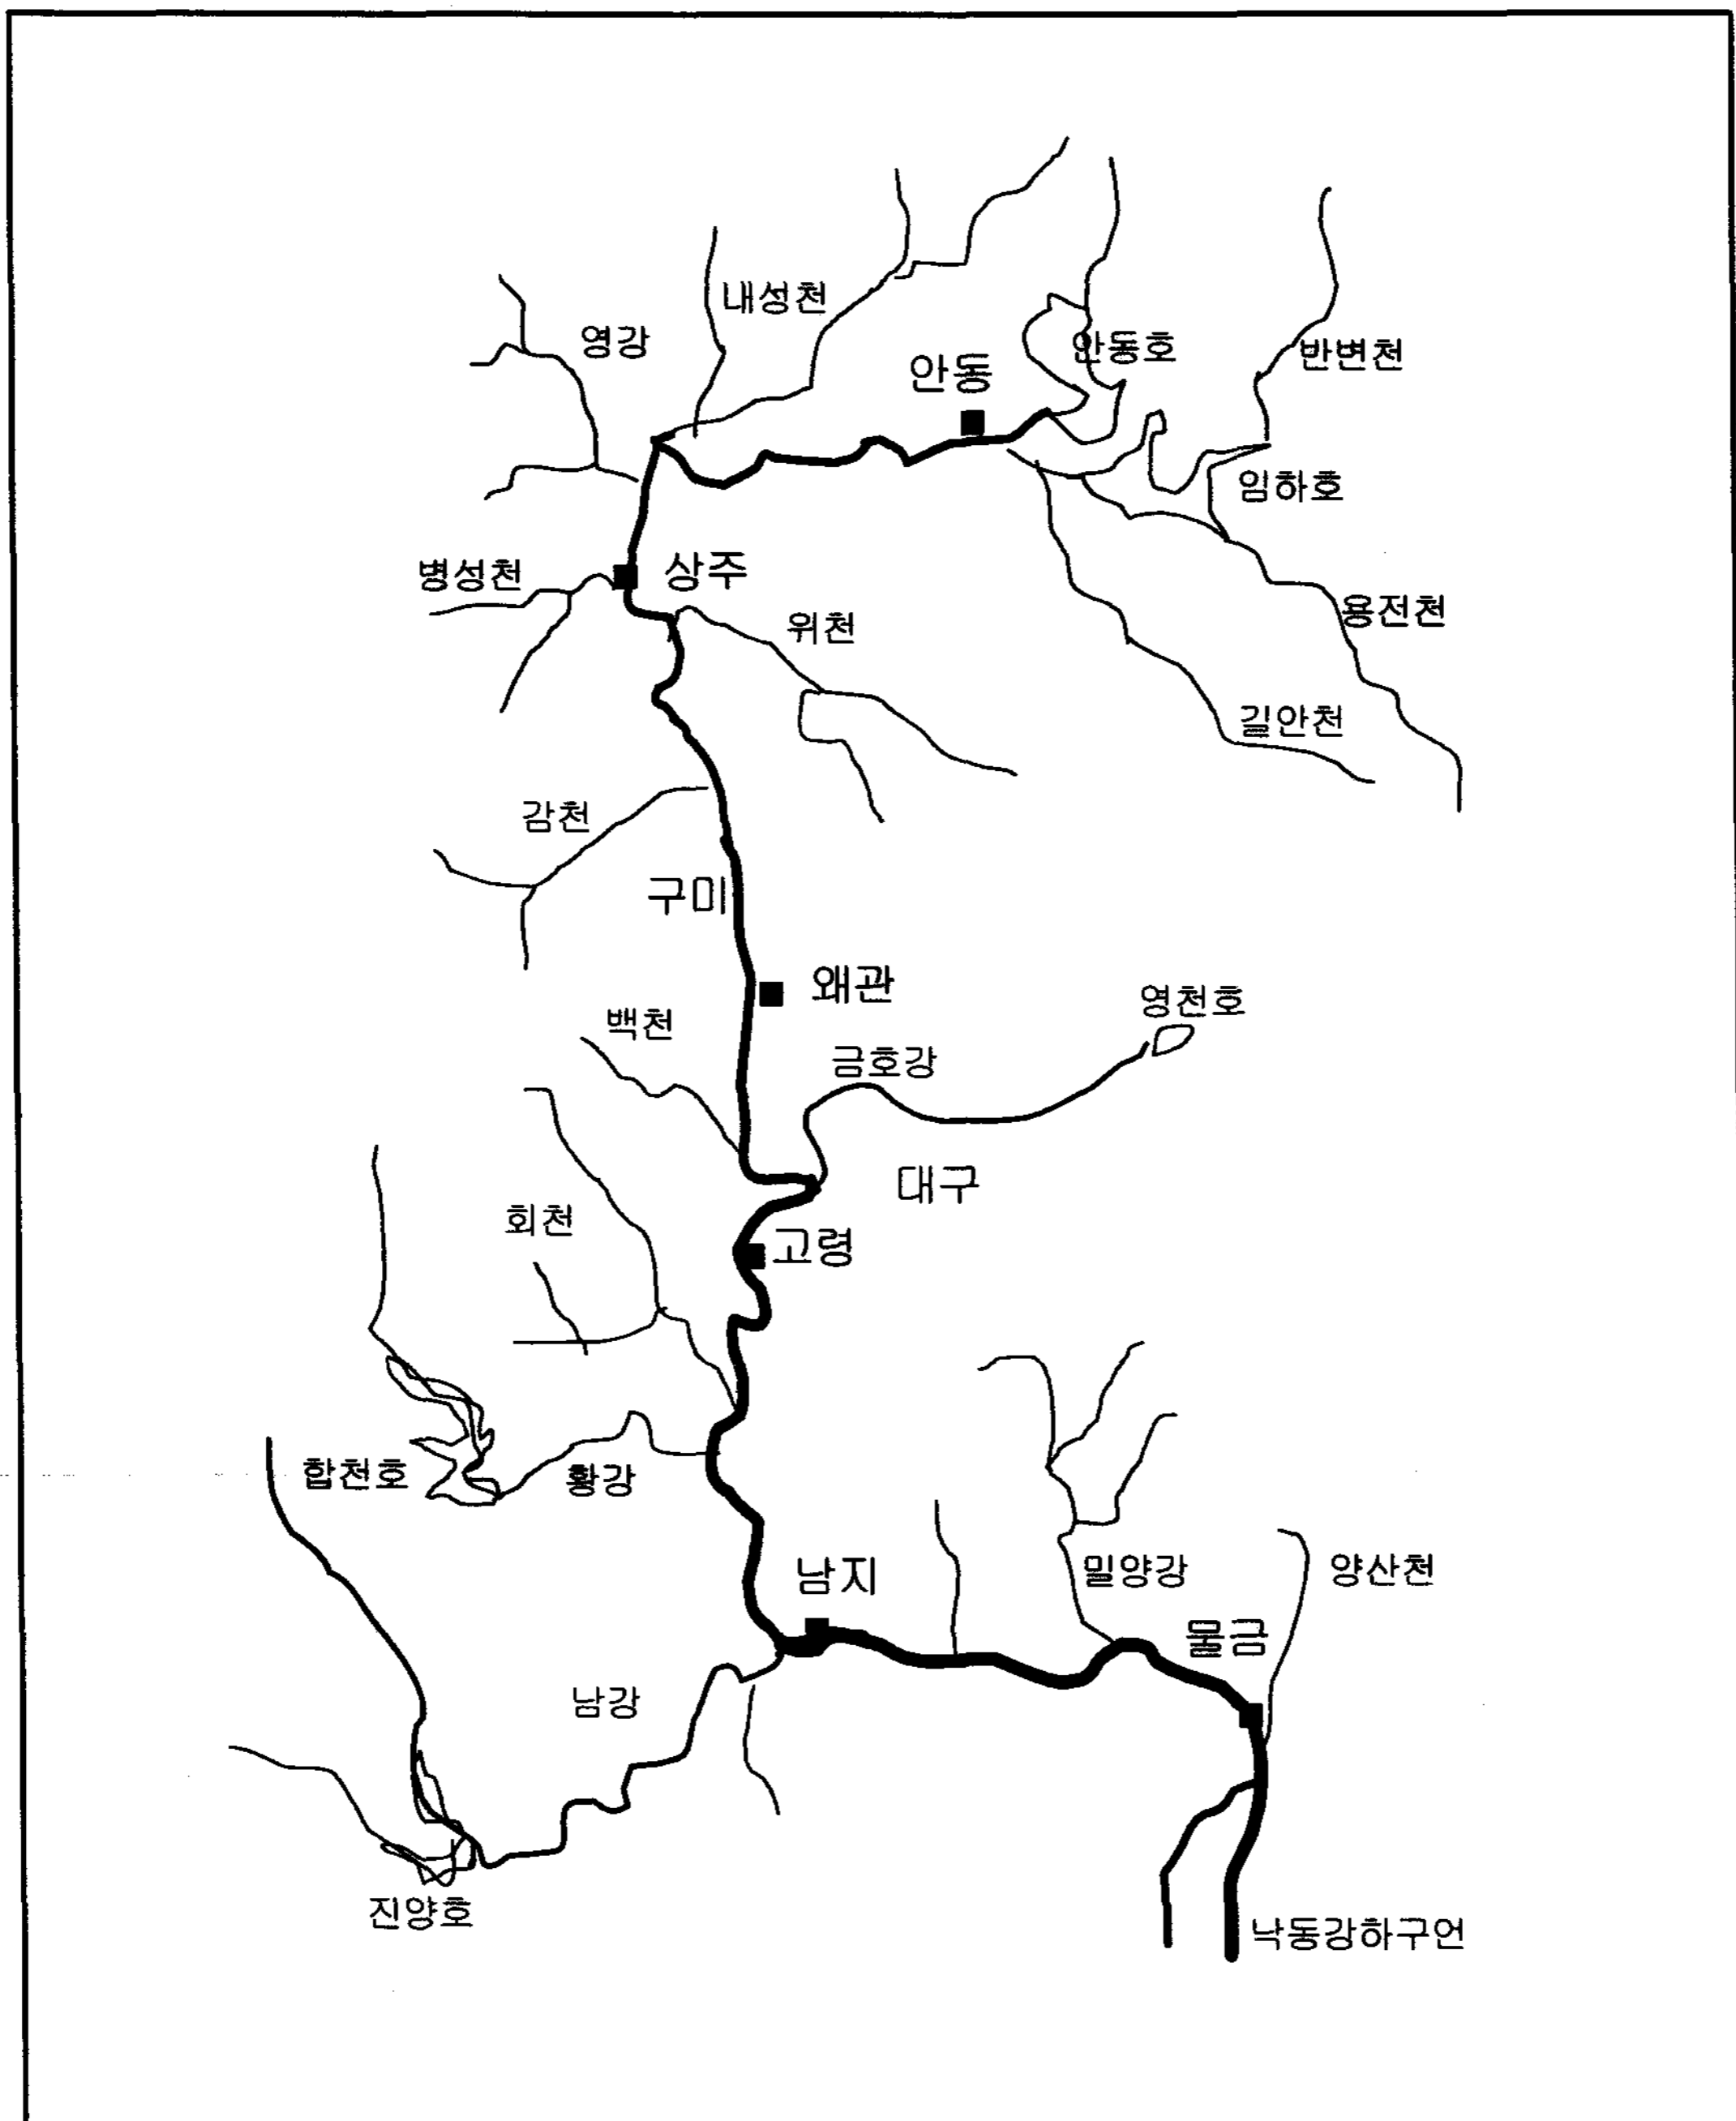 내성천
영강
안동호
반변천
안동
임하호
병성천
상주
용전천
위천
길안천
감천
구미
왜관
영천호
백천
금호강
대구
회천
고령
합천호
황강
남지
밀양강
양산천
물금
남강
진양호
낙동강하구언